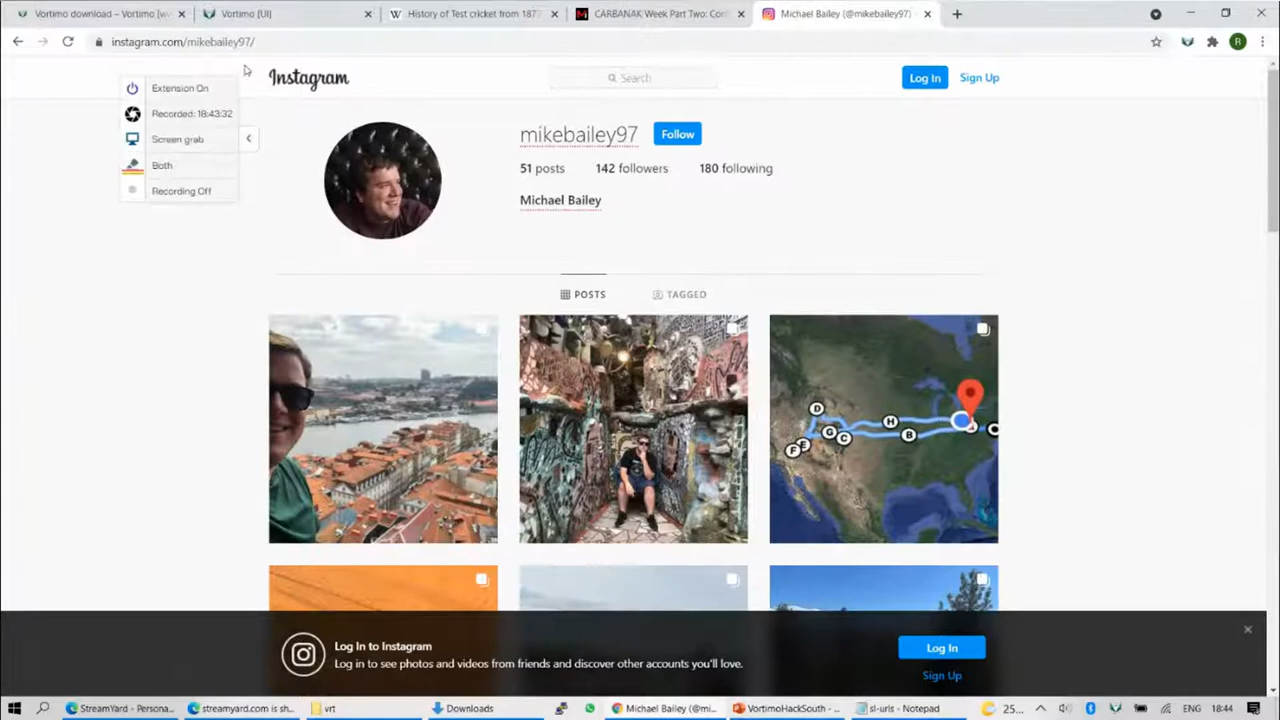 Vortimo download – Vortimo [w
Vortimo [UI]
History of Test cricket from 187
CARBANAK Week Part Two: Con
Michael Bailey (@mikebailey97)
instagram.com/mikebailey97/
R
Instagram
Search
Log In
Sign Up
Extension On
Recorded: 18:43:32
Screen grab
Both
Recording Off
mikebailey97
Follow
51 posts
142 followers
180 following
Michael Bailey
POSTS
TAGGED
D
H
G
C
B
E
F
Log In to Instagram
Log in to see photos and videos from friends and discover other accounts you'll love.
Log In
Sign Up
StreamYard - Persona...
streamyard.com is sh...
vrt
Downloads
Michael Bailey (@mi...
VortimoHackSouth - ...
sl-urls - Notepad
25...
ENG
18:44